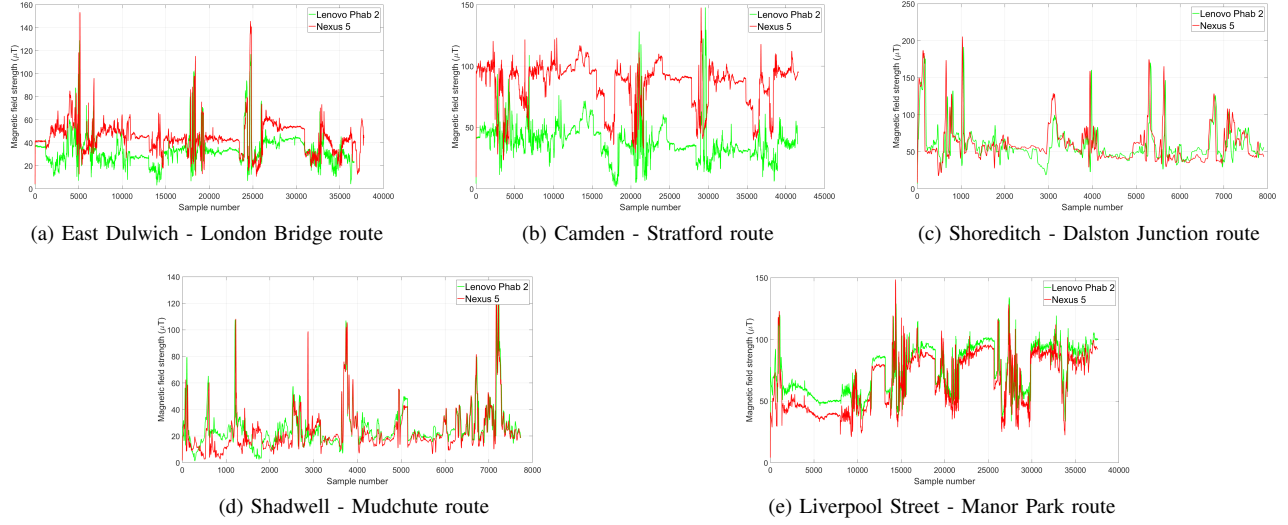 160
140
120
100
80
60
40
20
0
Magnetic field strength (μT)
0 5000 10000 15000 20000 25000 30000 35000 40000
Sample number
Lenovo Phab 2
Nexus 5
(a) East Dulwich - London Bridge route
150
100
50
0
Magnetic field strength (μT)
0 5000 10000 15000 20000 25000 30000 35000 40000 45000
Sample number
Lenovo Phab 2
Nexus 5
(b) Camden - Stratford route
250
200
150
100
50
0
Magnetic field strength (μT)
0 1000 2000 3000 4000 5000 6000 7000 8000
Sample number
Lenovo Phab 2
Nexus 5
(c) Shoreditch - Dalston Junction route
140
120
100
80
60
40
20
0
Magnetic field strength (μT)
0 1000 2000 3000 4000 5000 6000 7000 8000
Sample number
Lenovo Phab 2
Nexus 5
(d) Shadwell - Mudchute route
150
100
50
0
Magnetic field strength (μT)
0 5000 10000 15000 20000 25000 30000 35000 40000
Sample number
Lenovo Phab 2
Nexus 5
(e) Liverpool Street - Manor Park route